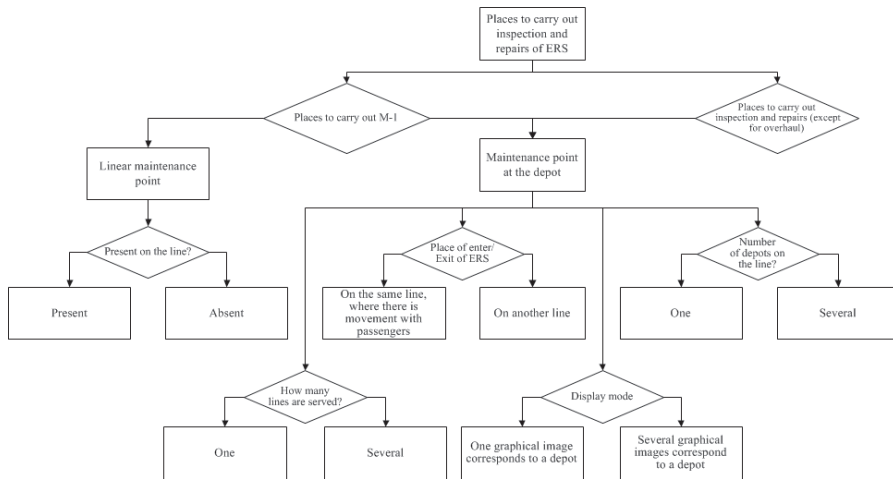 Places to carry out
inspection and
repairs of ERS
Places to carry out M-1
Places to carry out
inspection and repairs (except
for overhaul)
Linear maintenance
point
Maintenance point
at the depot
Present on the line?
Place of enter/
Exit of ERS
Number
of depots on
the line?
Present
Absent
On the same line,
where there is
movement with
passengers
On another line
One
Several
How many
lines are served?
Display mode
One
Several
One graphical image
corresponds to a depot
Several graphical
images correspond
to a depot